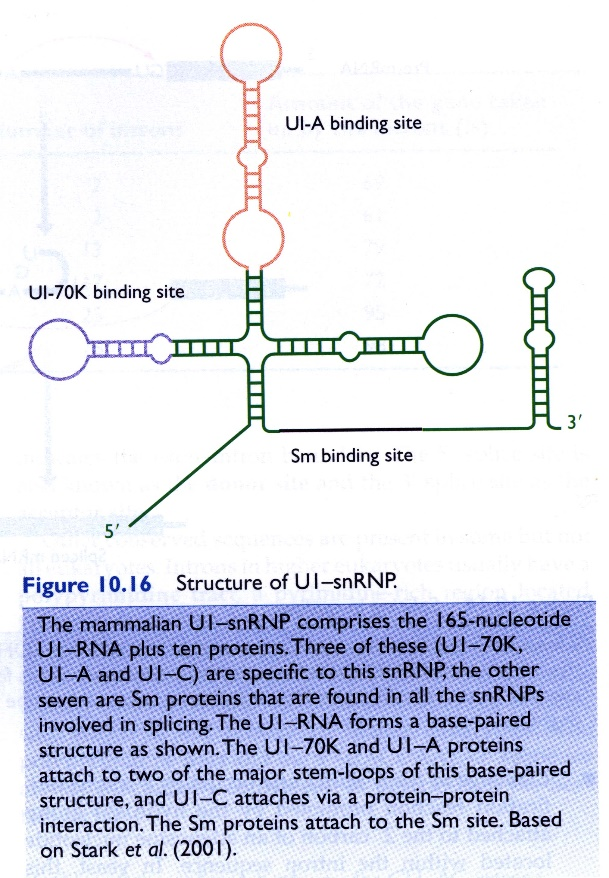 U1-A binding site
U1-70K binding site
3′
Sm binding site
5′
Figure 10.16 Structure of U1–snRNP.
The mammalian U1–snRNP comprises the 165-nucleotide
U1–RNA plus ten proteins. Three of these (U1–70K,
U1–A and U1–C) are specific to this snRNP, the other
seven are Sm proteins that are found in all the snRNPs
involved in splicing. The U1–RNA forms a base-paired
structure as shown. The U1–70K and U1–A proteins
attach to two of the major stem-loops of this base-paired
structure, and U1–C attaches via a protein–protein
interaction. The Sm proteins attach to the Sm site. Based
on Stark et al. (2001).